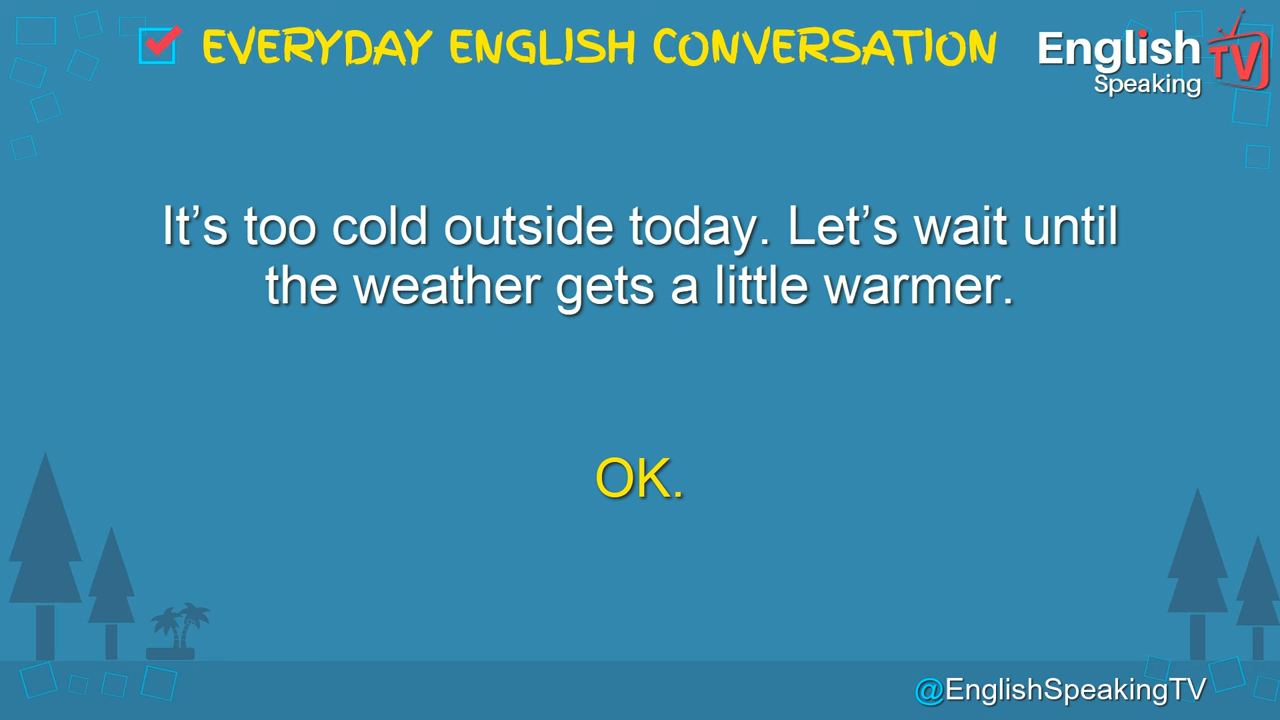 EVERYDAY ENGLISH CONVERSATION
English
Speaking
TV
It’s too cold outside today. Let’s wait until
the weather gets a little warmer.
OK.
@EnglishSpeakingTV